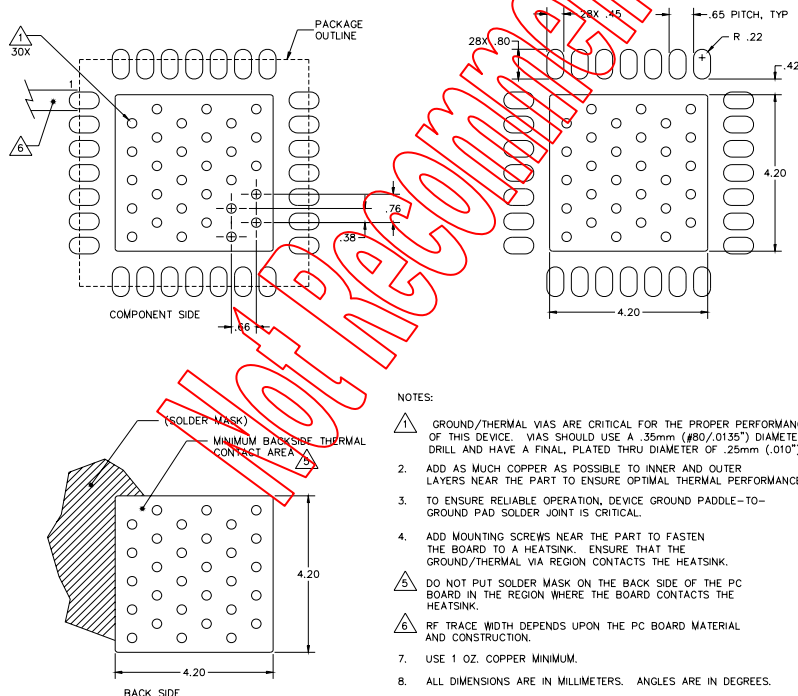 1
30X
PACKAGE
OUTLINE
1
6
.76
.38
.66
COMPONENT SIDE
28X .45
.65 PITCH, TYP
28X .80
R .22
.42
4.20
4.20
Not Recommen
(SOLDER MASK)
MINIMUM BACKSIDE THERMAL
CONTACT AREA 5
4.20
4.20
BACK SIDE
NOTES:
1 GROUND/THERMAL VIAS ARE CRITICAL FOR THE PROPER PERFORMAN
OF THIS DEVICE. VIAS SHOULD USE A .35mm (#80/.0135") DIAMETE
DRILL AND HAVE A FINAL, PLATED THRU DIAMETER OF .25mm (.010")
2. ADD AS MUCH COPPER AS POSSIBLE TO INNER AND OUTER
LAYERS NEAR THE PART TO ENSURE OPTIMAL THERMAL PERFORMANCE
3. TO ENSURE RELIABLE OPERATION, DEVICE GROUND PADDLE-TO-
GROUND PAD SOLDER JOINT IS CRITICAL.
4. ADD MOUNTING SCREWS NEAR THE PART TO FASTEN
THE BOARD TO A HEATSINK. ENSURE THAT THE
GROUND/THERMAL VIA REGION CONTACTS THE HEATSINK.
5 DO NOT PUT SOLDER MASK ON THE BACK SIDE OF THE PC
BOARD IN THE REGION WHERE THE BOARD CONTACTS THE
HEATSINK.
6 RF TRACE WIDTH DEPENDS UPON THE PC BOARD MATERIAL
AND CONSTRUCTION.
7. USE 1 OZ. COPPER MINIMUM.
8. ALL DIMENSIONS ARE IN MILLIMETERS. ANGLES ARE IN DEGREES.